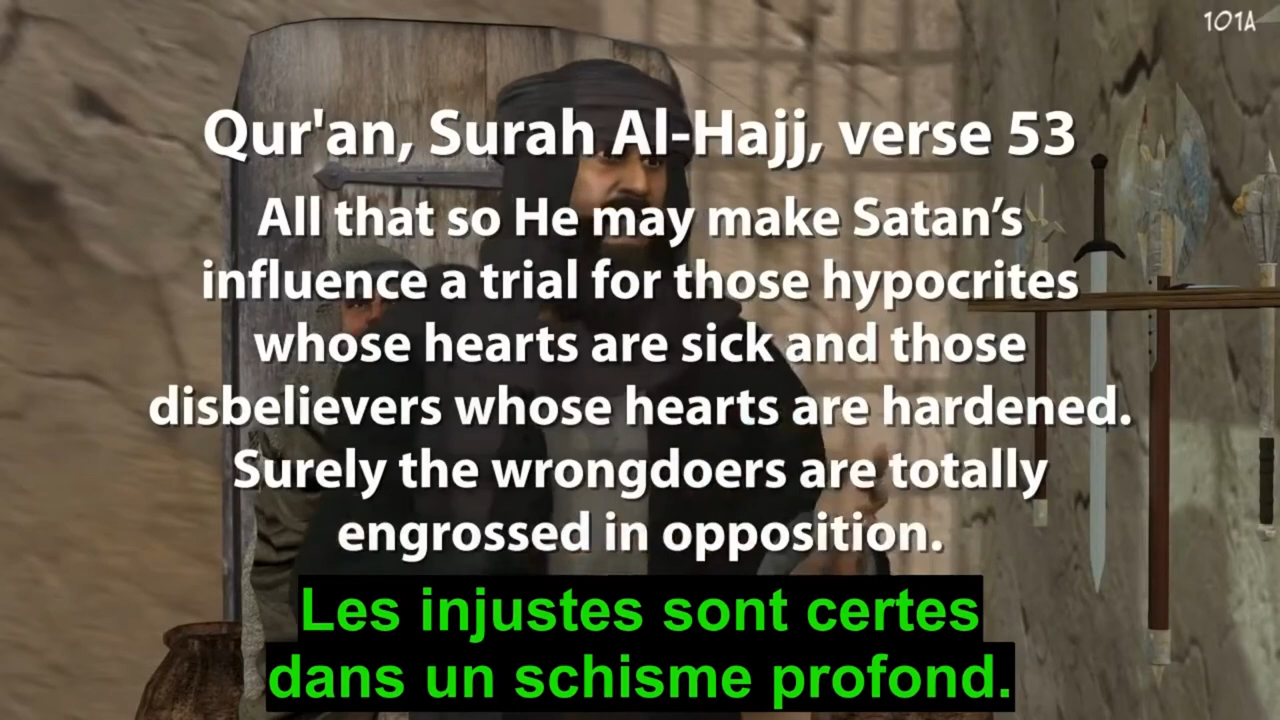 101A
Qur'an, Surah Al-Hajj, verse 53
All that so He may make Satan’s
influence a trial for those hypocrites
whose hearts are sick and those
disbelievers whose hearts are hardened.
Surely the wrongdoers are totally
engrossed in opposition.
Les injustes sont certes
dans un schisme profond.